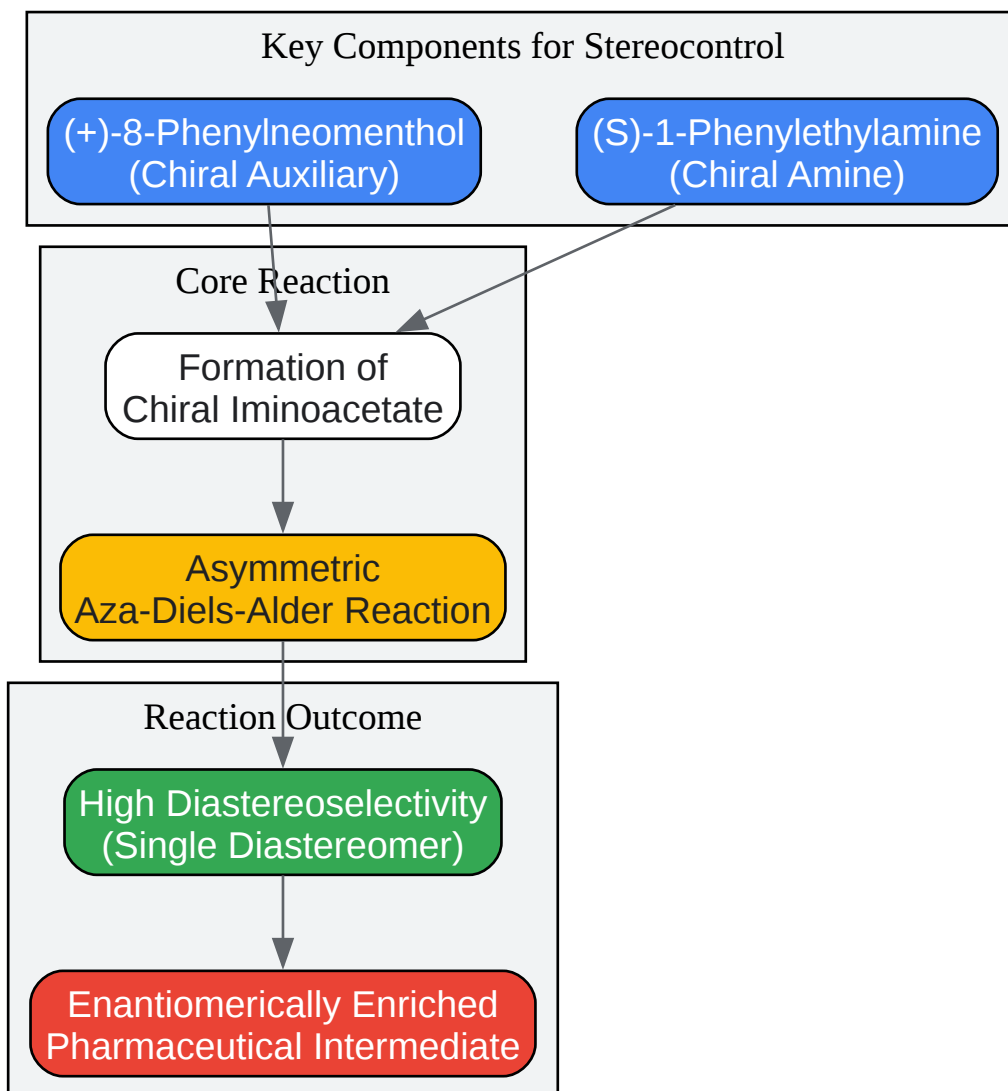 Key Components for Stereocontrol
(+)-8-Phenylneomenthol
(Chiral Auxiliary)
(S)-1-Phenylethylamine
(Chiral Amine)
Core Reaction
Formation of
Chiral Iminoacetate
Asymmetric
Aza-Diels-Alder Reaction
Reaction Outcome
High Diastereoselectivity
(Single Diastereomer)
Enantiomerically Enriched
Pharmaceutical Intermediate